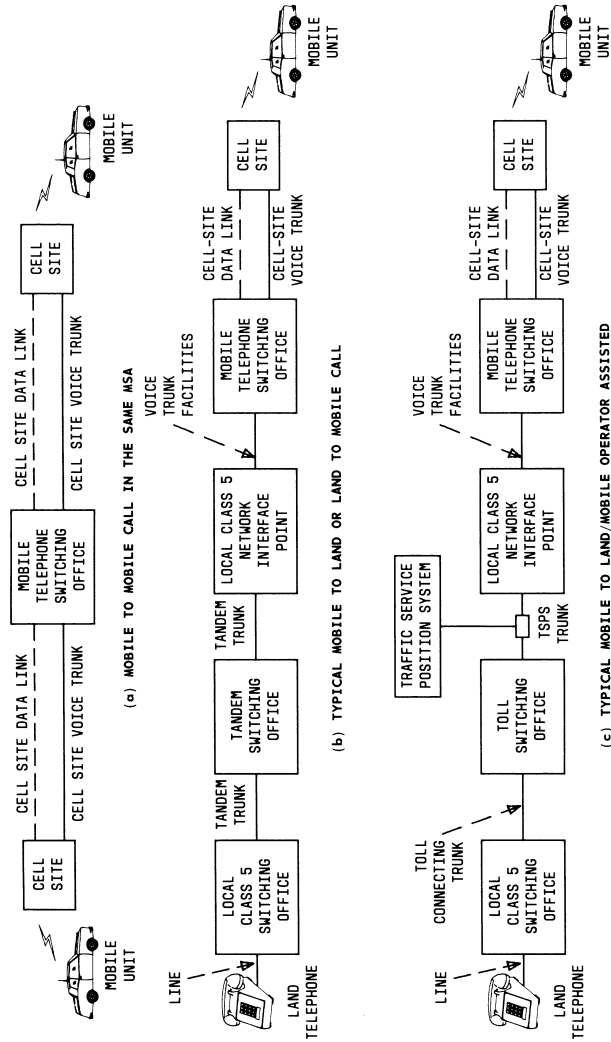 MOBILE
UNIT
CELL
SITE
CELL SITE DATA LINK
CELL SITE VOICE TRUNK
MOBILE
TELEPHONE
SWITCHING
OFFICE
CELL SITE DATA LINK
CELL SITE VOICE TRUNK
CELL
SITE
MOBILE
UNIT
(a) MOBILE TO MOBILE CALL IN THE SAME MSA
LINE
LAND
TELEPHONE
LOCAL
CLASS 5
SWITCHING
OFFICE
TANDEM
TRUNK
TANDEM
SWITCHING
OFFICE
TANDEM
TRUNK
LOCAL CLASS 5
NETWORK
INTERFACE
POINT
VOICE
TRUNK
FACILITIES
MOBILE
TELEPHONE
SWITCHING
OFFICE
CELL-SITE
DATA LINK
CELL-SITE
VOICE TRUNK
CELL
SITE
MOBILE
UNIT
(b) TYPICAL MOBILE TO LAND OR LAND TO MOBILE CALL
LINE
LAND
TELEPHONE
LOCAL
CLASS 5
SWITCHING
OFFICE
TOLL
CONNECTING
TRUNK
TOLL
SWITCHING
OFFICE
TRAFFIC SERVICE
POSITION SYSTEM
TSPS
TRUNK
LOCAL CLASS 5
NETWORK
INTERFACE
POINT
VOICE
TRUNK
FACILITIES
MOBILE
TELEPHONE
SWITCHING
OFFICE
CELL-SITE
DATA LINK
CELL-SITE
VOICE TRUNK
CELL
SITE
MOBILE
UNIT
(c) TYPICAL MOBILE TO LAND/MOBILE OPERATOR ASSISTED